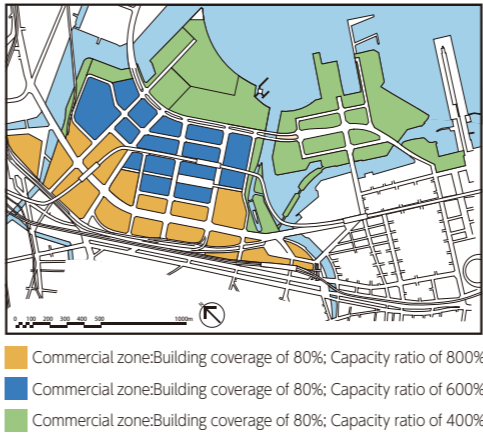 0 100 200 300 400 500 1000m
Commercial zone:Building coverage of 80%; Capacity ratio of 800%
Commercial zone:Building coverage of 80%; Capacity ratio of 600%
Commercial zone:Building coverage of 80%; Capacity ratio of 400%